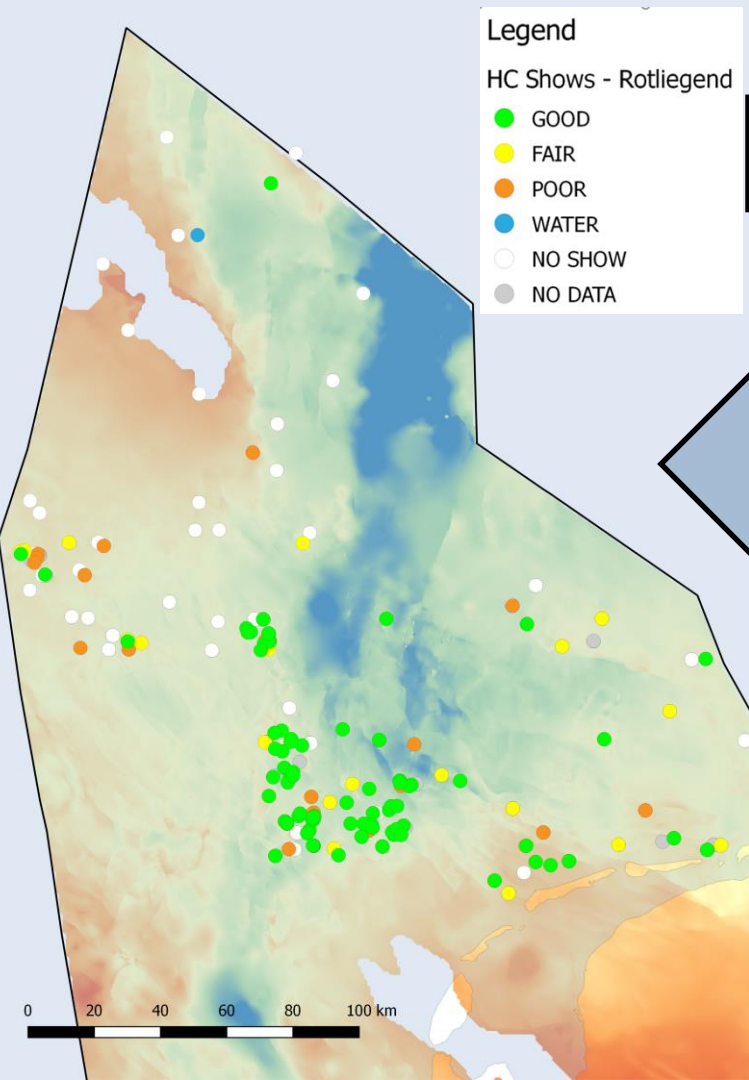 Legend
HC Shows - Rotliegend
GOOD
FAIR
POOR
WATER
NO SHOW
NO DATA
0 20 40 60 80 100 km